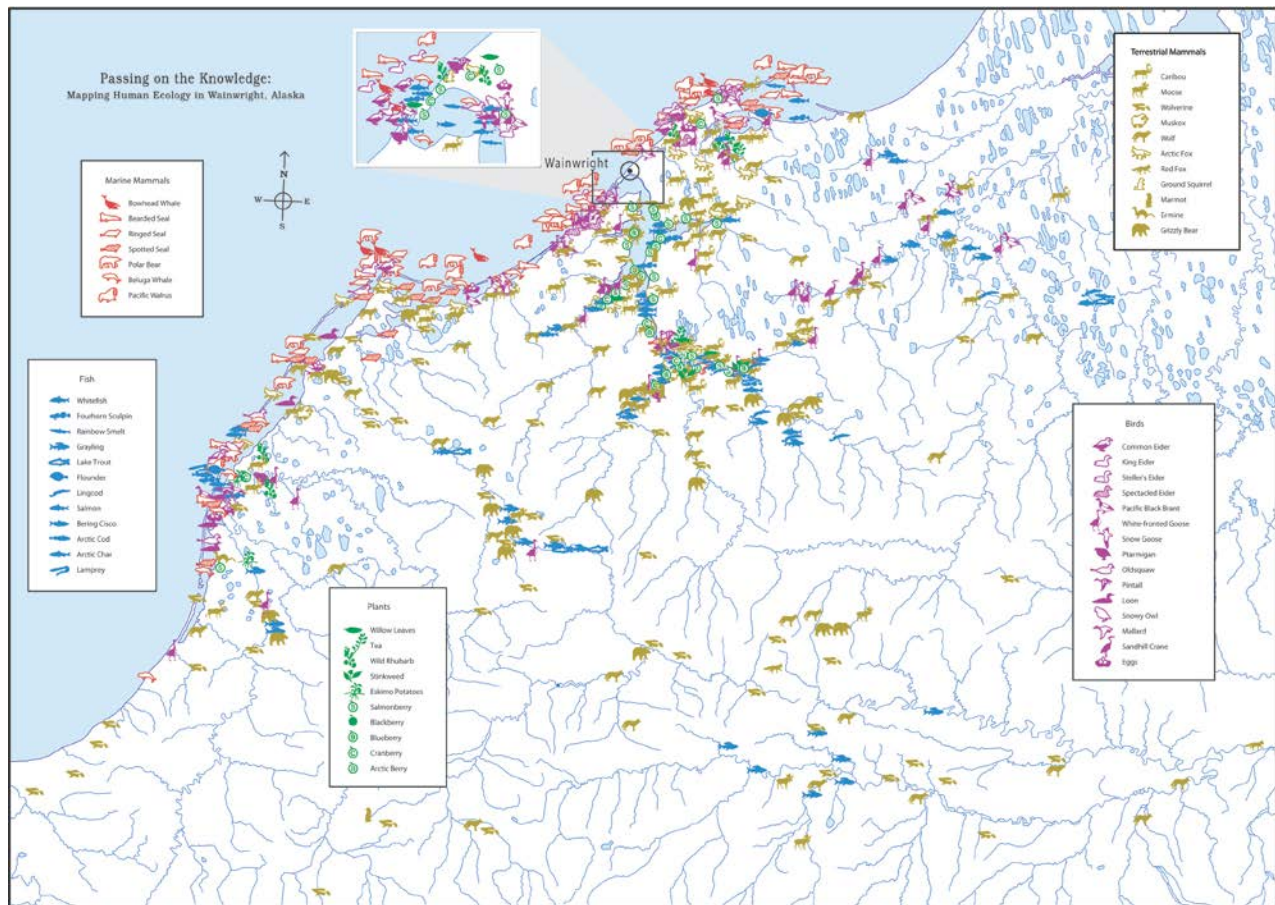 Passing on the Knowledge:
Mapping Human Ecology in Wainwright, Alaska
N
W
E
S
Wainwright
Marine Mammals
Bowhead Whale
Bearded Seal
Ringed Seal
Spotted Seal
Polar Bear
Beluga Whale
Pacific Walrus
Fish
Whitefish
Fourhorn Sculpin
Rainbow Smelt
Grayling
Lake Trout
Flounder
Lingcod
Salmon
Bering Cisco
Arctic Cod
Arctic Char
Lamprey
Plants
Willow Leaves
Tea
Wild Rhubarb
Stinkweed
Eskimo Potatoes
Salmonberry
Blackberry
Blueberry
Cranberry
Arctic Berry
Terrestrial Mammals
Caribou
Moose
Wolverine
Muskox
Wolf
Arctic Fox
Red Fox
Ground Squirrel
Marmot
Ermine
Grizzly Bear
Birds
Common Eider
King Eider
Steller's Eider
Spectacled Eider
Pacific Black Brant
White-fronted Goose
Snow Goose
Ptarmigan
Oldsquaw
Pintail
Loon
Snowy Owl
Mallard
Sandhill Crane
Eggs